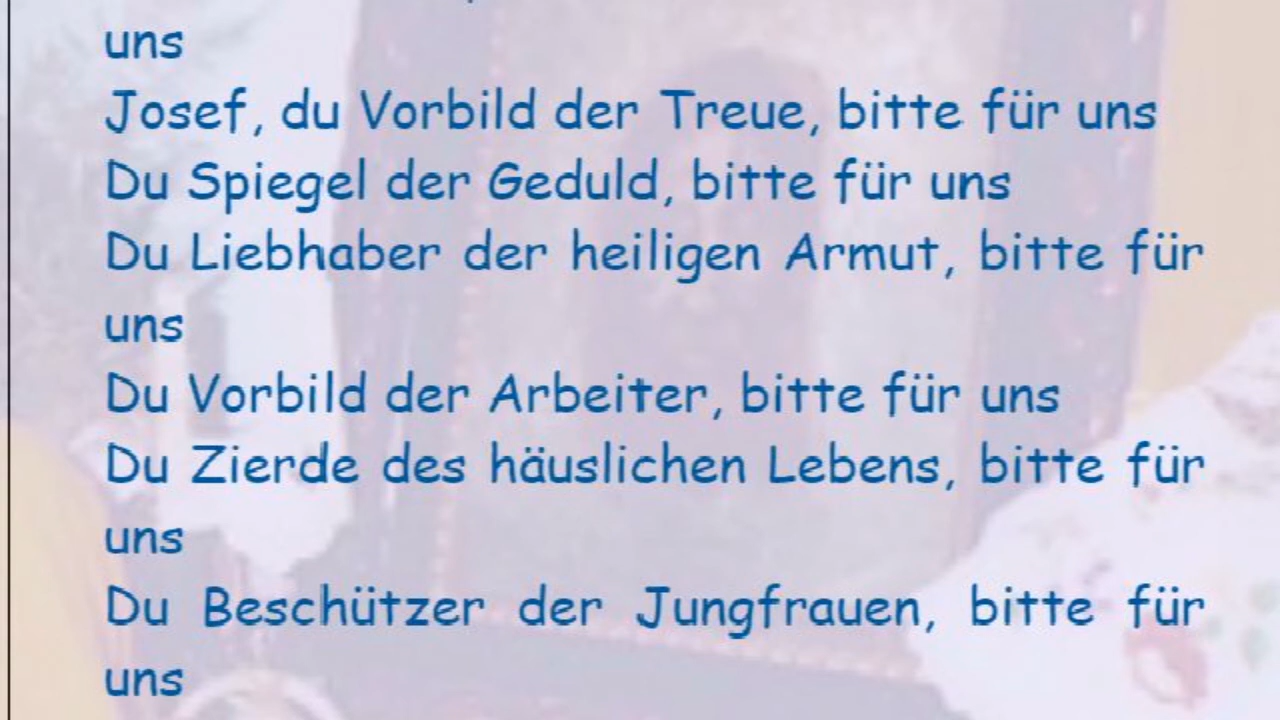 uns
Josef, du Vorbild der Treue, bitte für uns
Du Spiegel der Geduld, bitte für uns
Du Liebhaber der heiligen Armut, bitte für
uns
Du Vorbild der Arbeiter, bitte für uns
Du Zierde des häuslichen Lebens, bitte für
uns
Du Beschützer der Jungfrauen, bitte für
uns